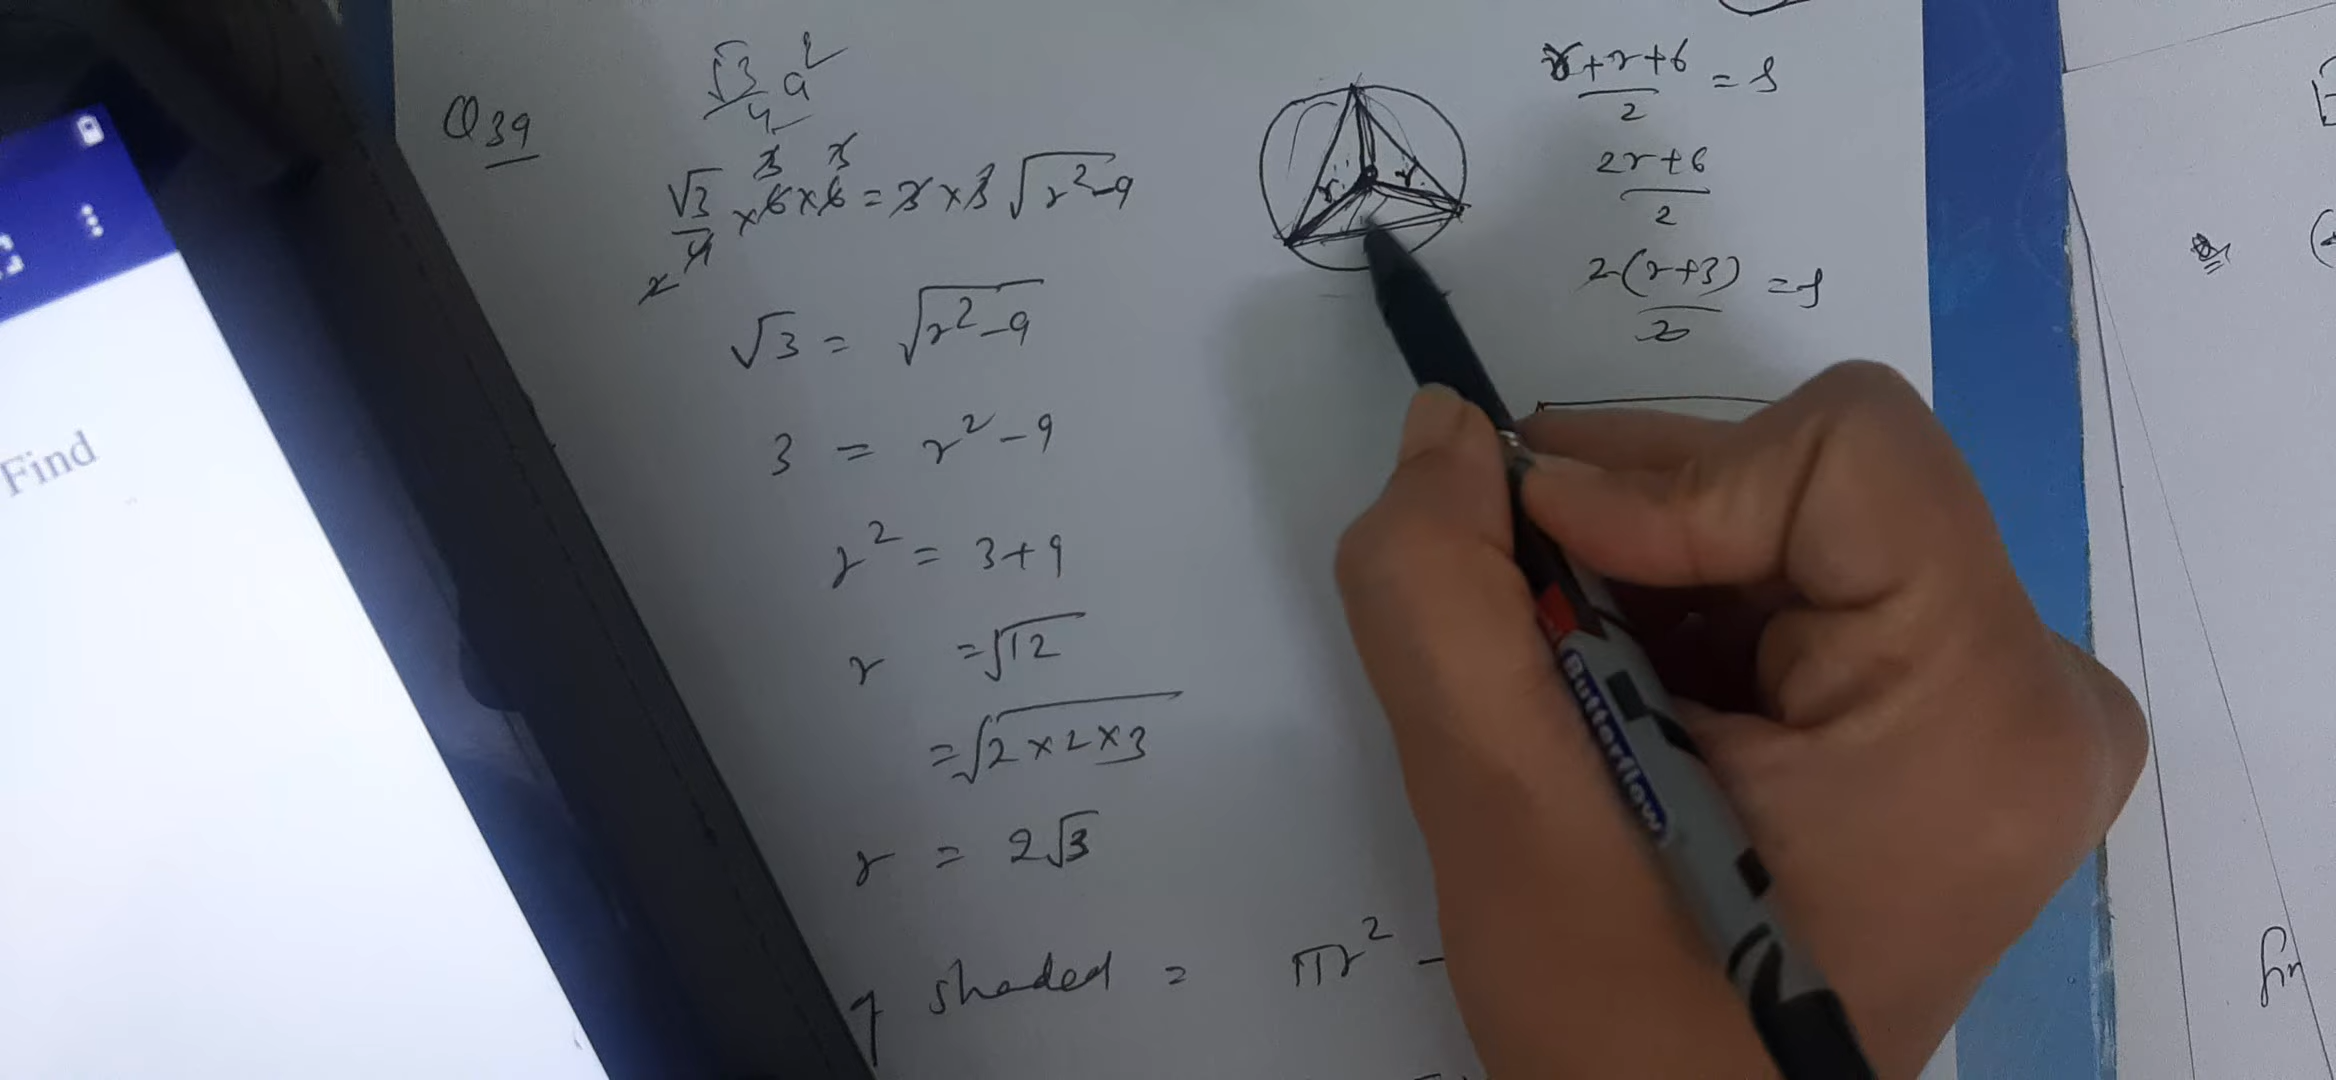 Find
Q39
√3/4 a²
√3/4 × 6 × 6 = 3 × 3 √(r²-9)
√3 = √(r²-9)
3 = r² - 9
r² = 3 + 9
r = √12
= √(2 × 2 × 3)
r = 2√3
shaded = πr² -
r r
(r + r + 6)/2 = s
(2r + 6)/2
2(r + 3)/2 = s
Butterflow